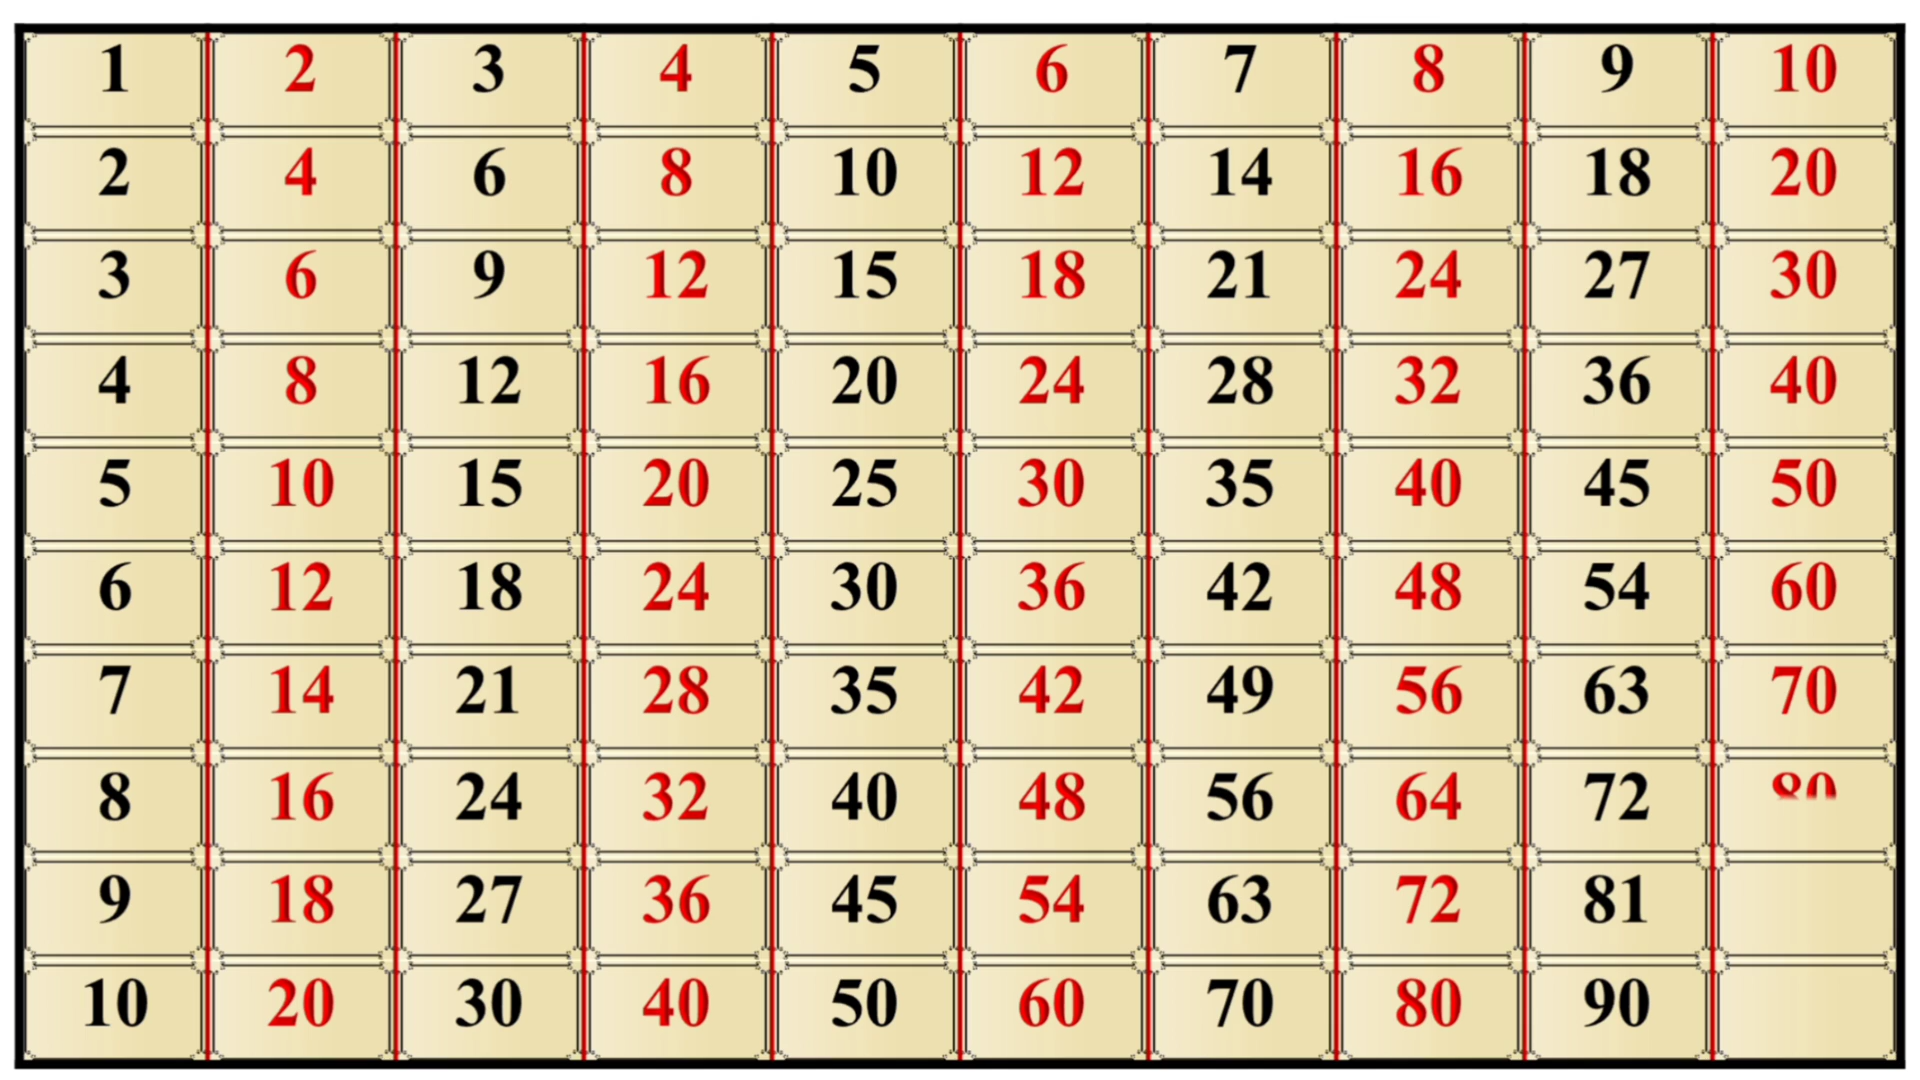 1 2 3 4 5 6 7 8 9 10
2 4 6 8 10 12 14 16 18 20
3 6 9 12 15 18 21 24 27 30
4 8 12 16 20 24 28 32 36 40
5 10 15 20 25 30 35 40 45 50
6 12 18 24 30 36 42 48 54 60
7 14 21 28 35 42 49 56 63 70
8 16 24 32 40 48 56 64 72
9 18 27 36 45 54 63 72 81
10 20 30 40 50 60 70 80 90